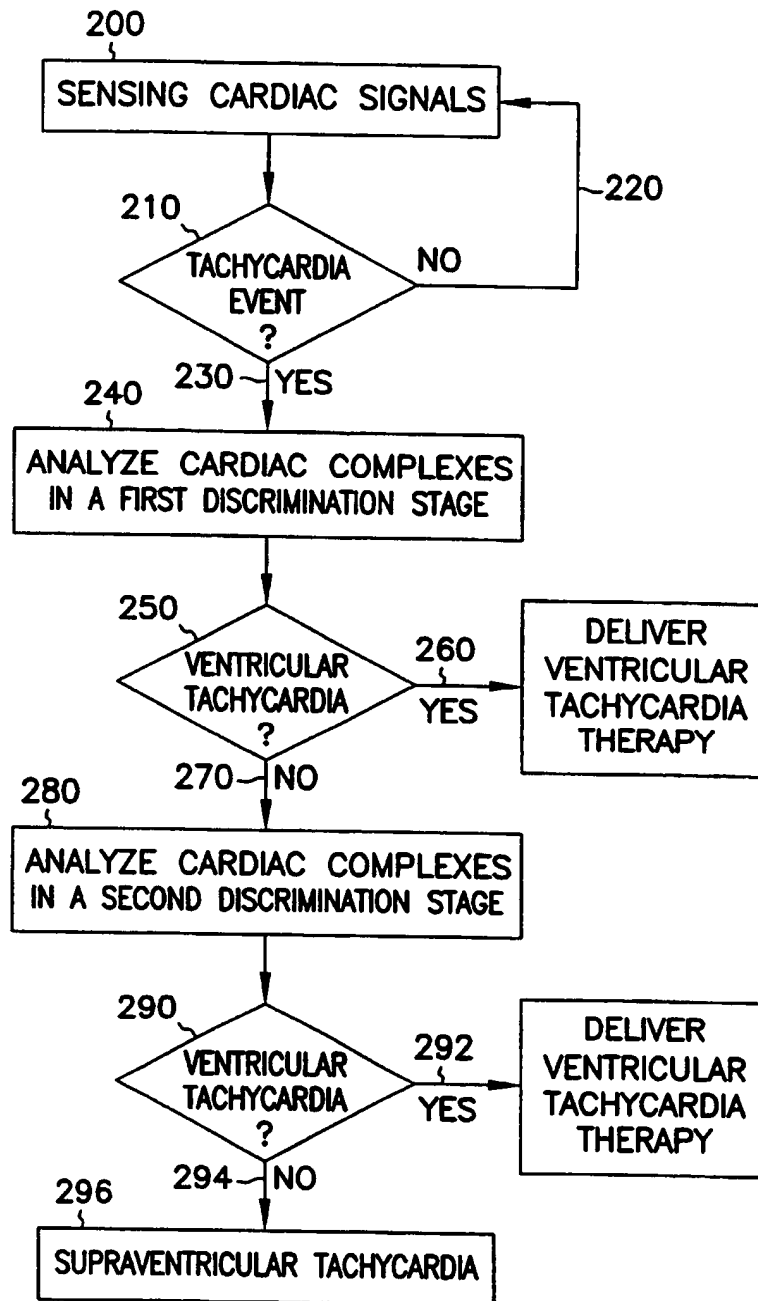 200
SENSING CARDIAC SIGNALS
220
210
TACHYCARDIA
EVENT
?
NO
230 YES
240
ANALYZE CARDIAC COMPLEXES
IN A FIRST DISCRIMINATION STAGE
250
VENTRICULAR
TACHYCARDIA
?
260
YES
DELIVER
VENTRICULAR
TACHYCARDIA
THERAPY
270 NO
280
ANALYZE CARDIAC COMPLEXES
IN A SECOND DISCRIMINATION STAGE
290
VENTRICULAR
TACHYCARDIA
?
292
YES
DELIVER
VENTRICULAR
TACHYCARDIA
THERAPY
294 NO
296
SUPRAVENTRICULAR TACHYCARDIA